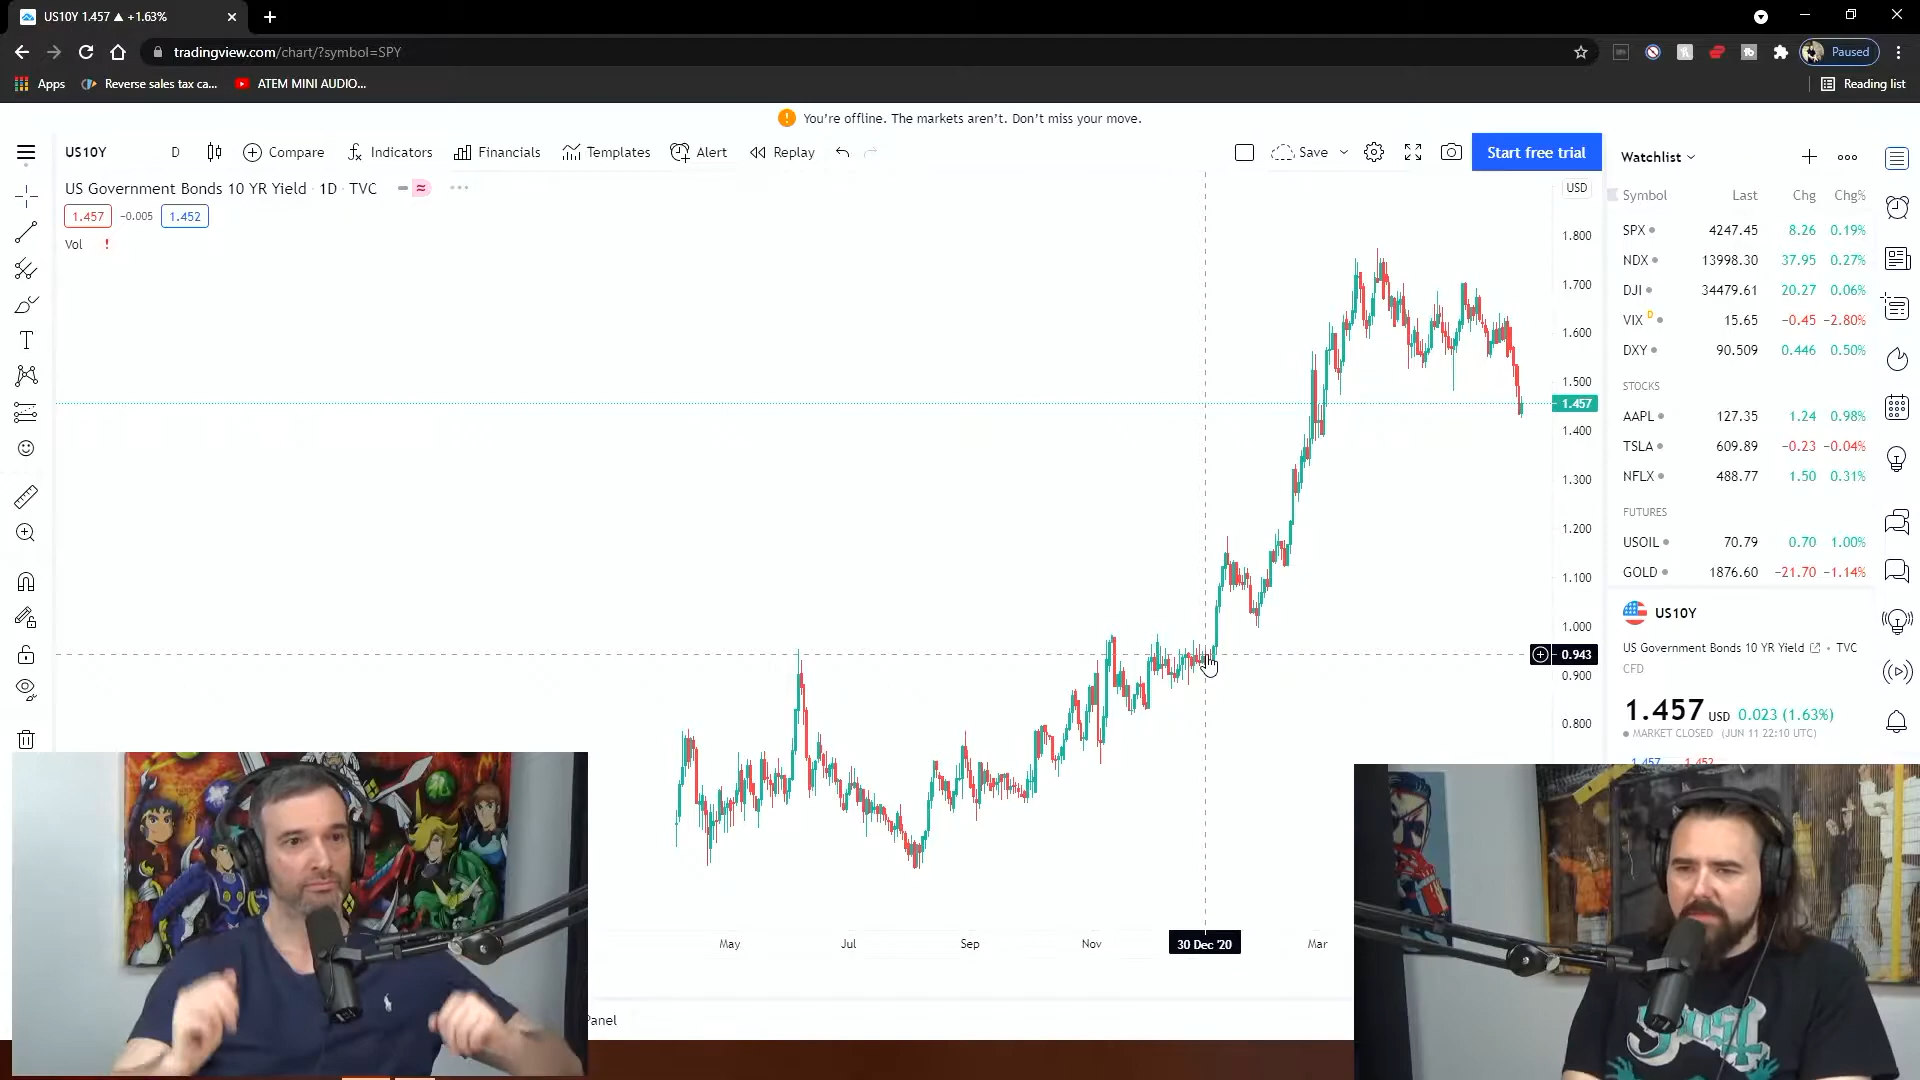 US10Y 1.457 ▲ +1.63%
tradingview.com/chart/?symbol=SPY
Paused
Apps
Reverse sales tax ca...
ATEM MINI AUDIO...
Reading list
You're offline. The markets aren't. Don't miss your move.
US10Y D Compare Indicators Financials Templates Alert Replay Save Start free trial
US Government Bonds 10 YR Yield · 1D · TVC
1.457 −0.005 1.452
Vol !
USD
1.800
1.700
1.600
1.500
1.457
1.400
1.300
1.200
1.100
1.000
0.943
0.900
0.800
May Jul Sep Nov 30 Dec '20 Mar
Panel
Watchlist
Symbol Last Chg Chg%
SPX 4247.45 8.26 0.19%
NDX 13998.30 37.95 0.27%
DJI 34479.61 20.27 0.06%
VIX D 15.65 −0.45 −2.80%
DXY 90.509 0.446 0.50%
STOCKS
AAPL 127.35 1.24 0.98%
TSLA 609.89 −0.23 −0.04%
NFLX 488.77 1.50 0.31%
FUTURES
USOIL 70.79 0.70 1.00%
GOLD 1876.60 −21.70 −1.14%
US10Y
US Government Bonds 10 YR Yield • TVC
CFD
1.457 USD 0.023 (1.63%)
MARKET CLOSED (JUN 11 22:10 UTC)
1.457 1.452
Ghost